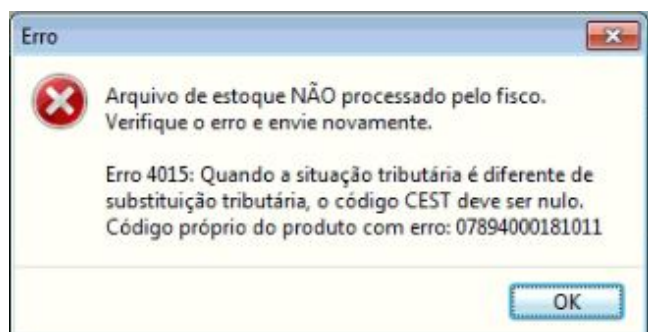 Erro
Arquivo de estoque NÃO processado pelo fisco.
Verifique o erro e envie novamente.
Erro 4015: Quando a situação tributária é diferente de
substituição tributária, o código CEST deve ser nulo.
Código próprio do produto com erro: 07894000181011
OK